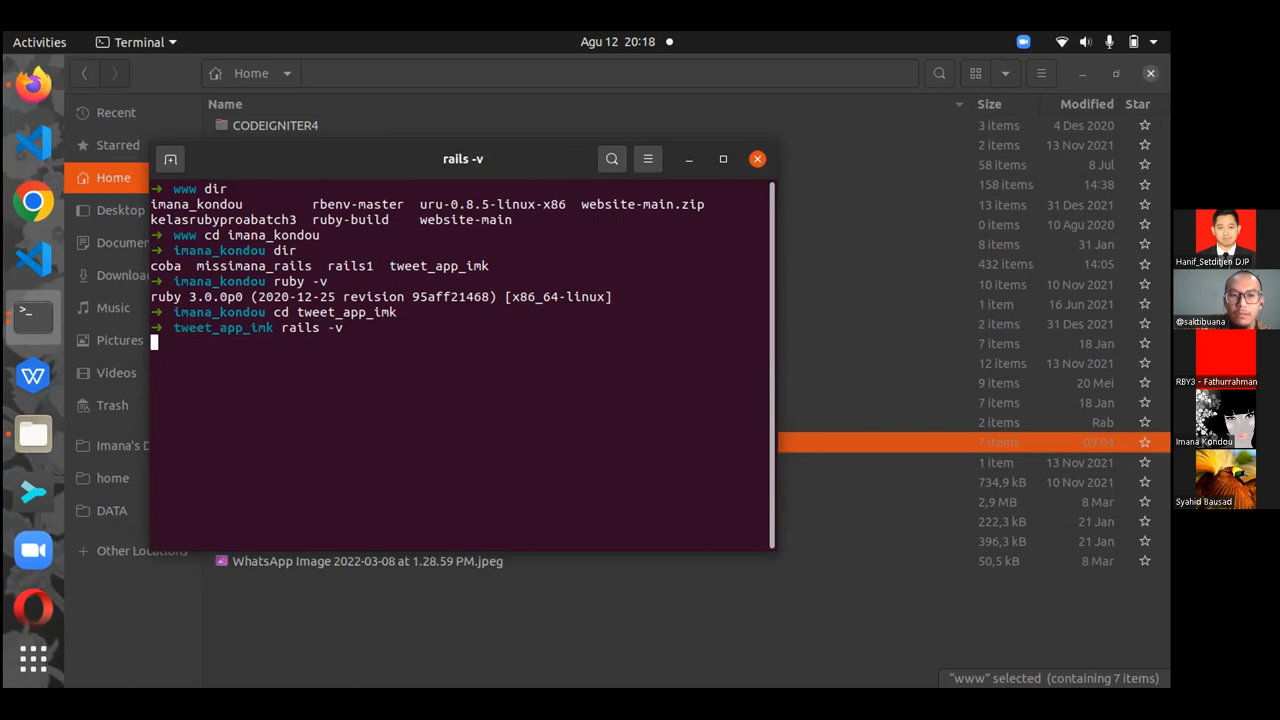 Activities
Terminal
Agu 12 20:18
Home
Name
Size
Modified
Star
Recent
Starred
Home
Desktop
Documen
Downloa
Music
Pictures
Videos
Trash
Imana's D
home
DATA
Other Locations
CODEIGNITER4
3 items 4 Des 2020
2 items 13 Nov 2021
58 items 8 Jul
158 items 14:38
13 items 31 Des 2021
0 items 10 Agu 2020
8 items 31 Jan
432 items 14:05
10 items 10 Nov 2021
1 item 16 Jun 2021
2 items 31 Des 2021
7 items 18 Jan
12 items 13 Nov 2021
9 items 20 Mei
7 items 18 Jan
2 items Rab
7 items 09:04
1 item 13 Nov 2021
734,9 kB 10 Nov 2021
2,9 MB 8 Mar
222,3 kB 21 Jan
396,3 kB 21 Jan
WhatsApp Image 2022-03-08 at 1.28.59 PM.jpeg 50,5 kB 8 Mar
"www" selected (containing 7 items)
rails -v
➜ www dir
imana_kondou rbenv-master uru-0.8.5-linux-x86 website-main.zip
kelasrubyproabatch3 ruby-build website-main
➜ www cd imana_kondou
➜ imana_kondou dir
coba missimana_rails rails1 tweet_app_imk
➜ imana_kondou ruby -v
ruby 3.0.0p0 (2020-12-25 revision 95aff21468) [x86_64-linux]
➜ imana_kondou cd tweet_app_imk
➜ tweet_app_imk rails -v
Hanif_Setditjen DJP
@saktibuana
RBY3 - Fathurrahman
Imana Kondou
Syahid Bausad